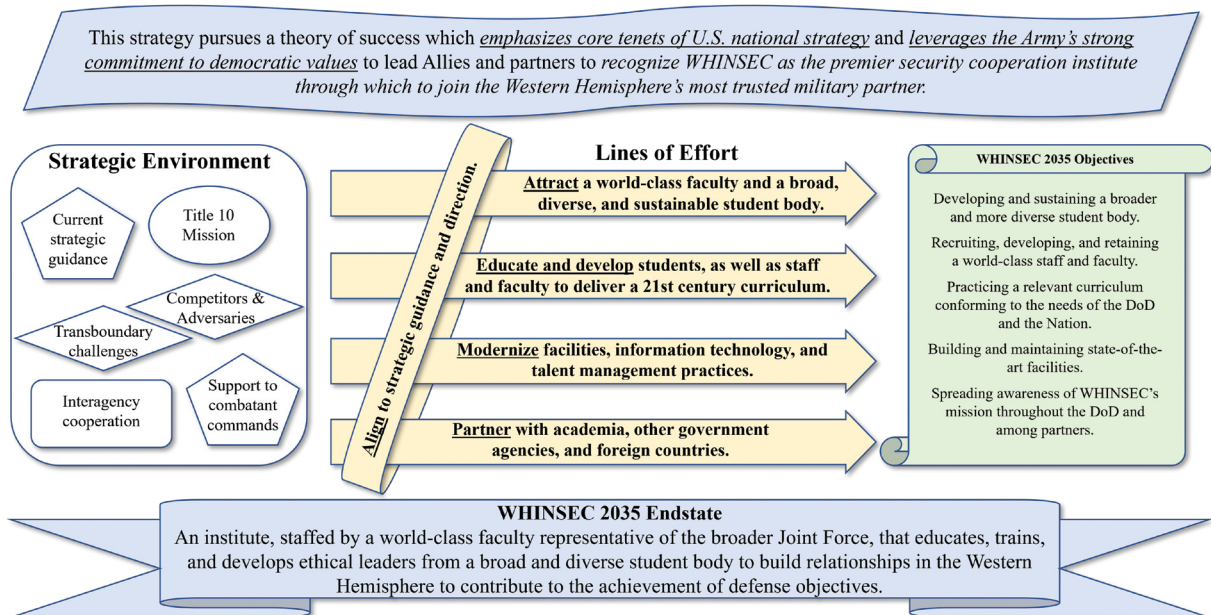 This strategy pursues a theory of success which emphasizes core tenets of U.S. national strategy and leverages the Army's strong
commitment to democratic values to lead Allies and partners to recognize WHINSEC as the premier security cooperation institute
through which to join the Western Hemisphere's most trusted military partner.
Strategic Environment
Current
strategic
guidance
Title 10
Mission
Competitors &
Adversaries
Transboundary
challenges
Interagency
cooperation
Support to
combatant
commands
Align to strategic guidance and direction.
Lines of Effort
Attract a world-class faculty and a broad,
diverse, and sustainable student body.
Educate and develop students, as well as staff
and faculty to deliver a 21st century curriculum.
Modernize facilities, information technology, and
talent management practices.
Partner with academia, other government
agencies, and foreign countries.
WHINSEC 2035 Objectives
Developing and sustaining a broader
and more diverse student body.
Recruiting, developing, and retaining
a world-class staff and faculty.
Practicing a relevant curriculum
conforming to the needs of the DoD
and the Nation.
Building and maintaining state-of-the-
art facilities.
Spreading awareness of WHINSEC's
mission throughout the DoD and
among partners.
WHINSEC 2035 Endstate
An institute, staffed by a world-class faculty representative of the broader Joint Force, that educates, trains,
and develops ethical leaders from a broad and diverse student body to build relationships in the Western
Hemisphere to contribute to the achievement of defense objectives.